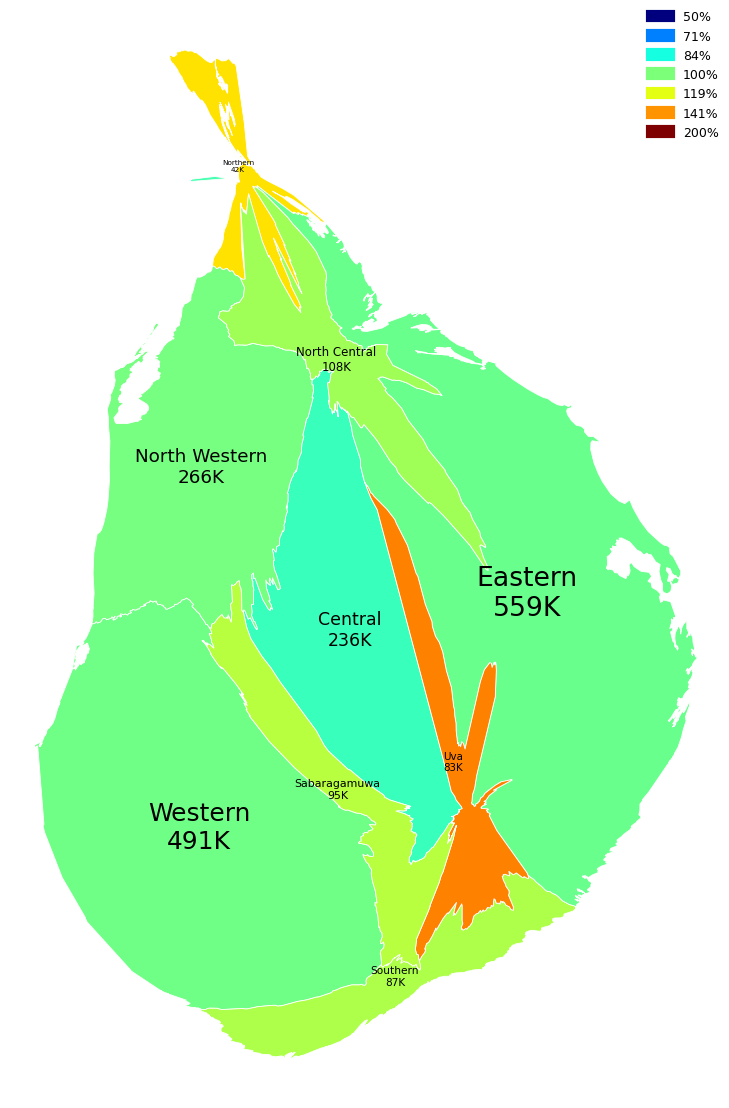 50%
71%
84%
100%
119%
141%
200%
Northern
42K
North Central
108K
North Western
266K
Eastern
559K
Central
236K
Uva
83K
Sabaragamuwa
95K
Western
491K
Southern
87K